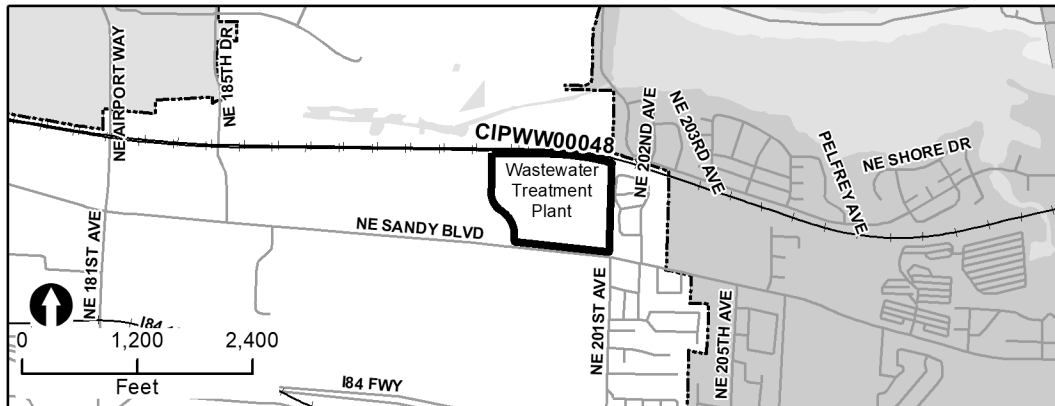 NE AIRPORT WAY
NE 185TH DR
CIPWW00048
NE 202ND AVE
NE 203RD AVE
PELFREY AVE
NE SHORE DR
Wastewater
Treatment
Plant
NE SANDY BLVD
NE 181ST AVE
NE 201ST AVE
NE 205TH AVE
I84
0
1,200
2,400
Feet
I84 FWY